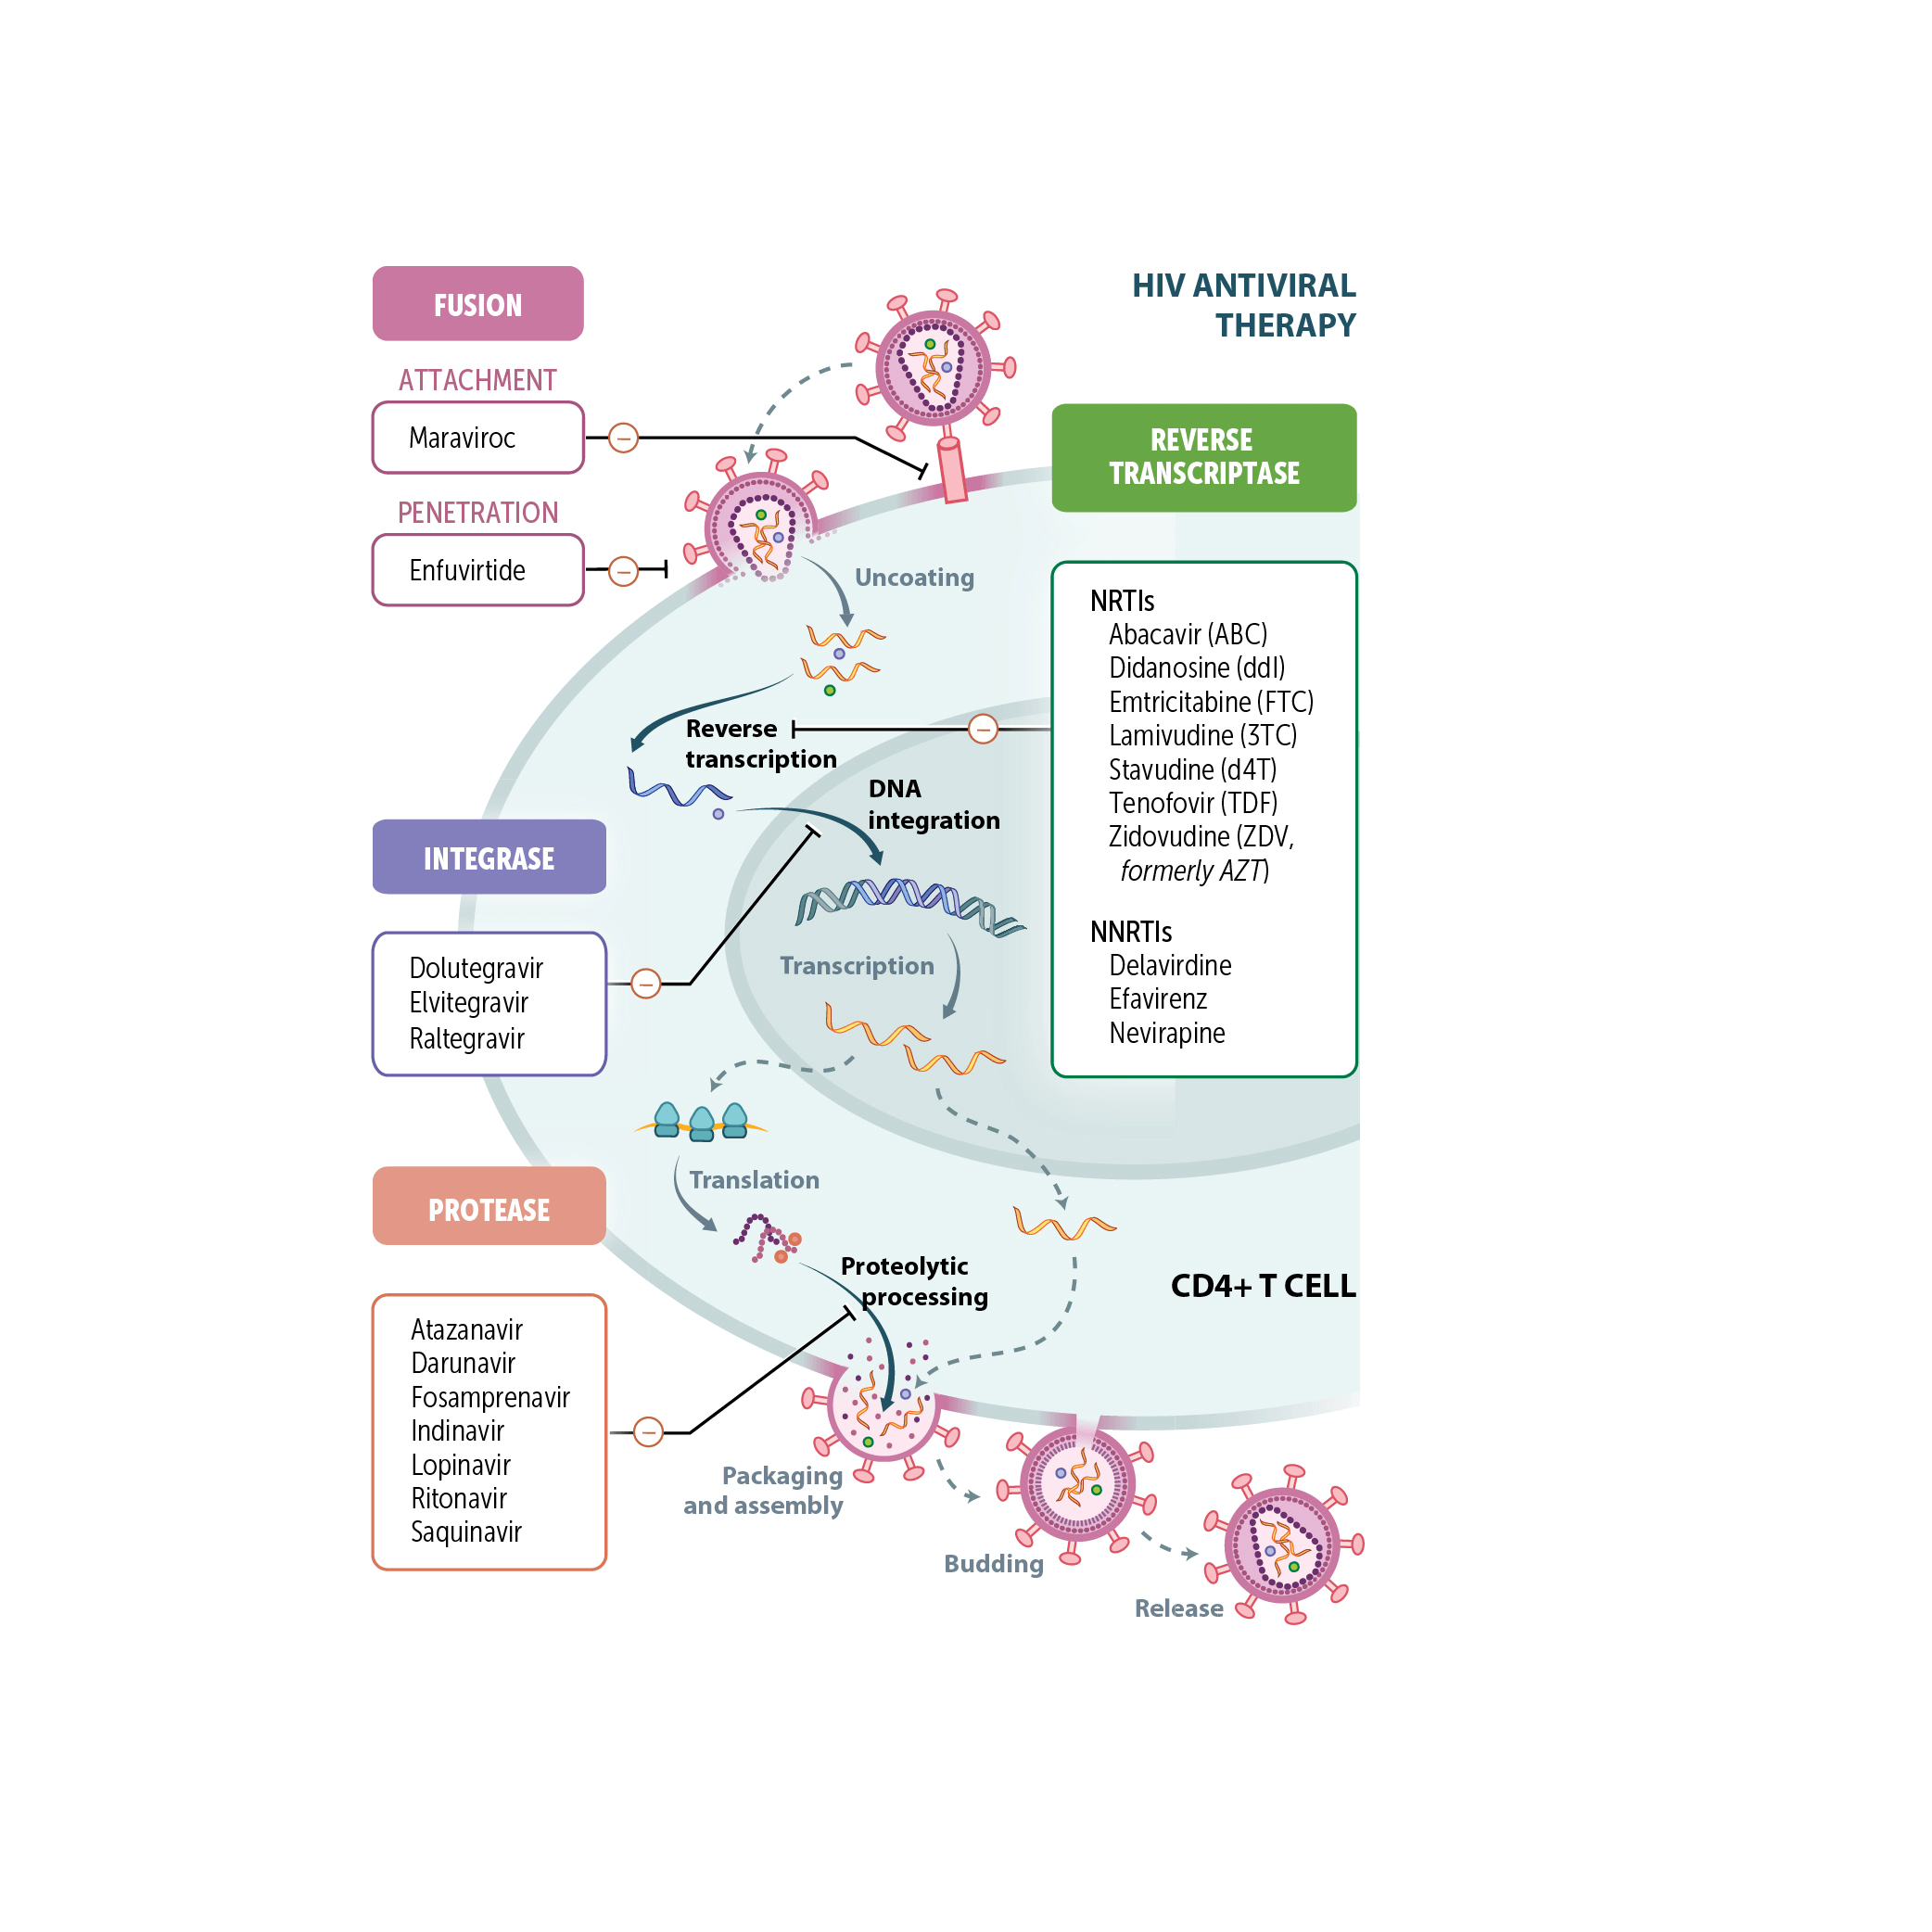 HIV ANTIVIRAL
THERAPY
FUSION
ATTACHMENT
Maraviroc
PENETRATION
Enfuvirtide
REVERSE
TRANSCRIPTASE
NRTIs
Abacavir (ABC)
Didanosine (ddI)
Emtricitabine (FTC)
Lamivudine (3TC)
Stavudine (d4T)
Tenofovir (TDF)
Zidovudine (ZDV,
formerly AZT)
NNRTIs
Delavirdine
Efavirenz
Nevirapine
Uncoating
Reverse
transcription
DNA
integration
INTEGRASE
Dolutegravir
Elvitegravir
Raltegravir
Transcription
Translation
PROTEASE
Atazanavir
Darunavir
Fosamprenavir
Indinavir
Lopinavir
Ritonavir
Saquinavir
Proteolytic
processing
CD4+ T CELL
Packaging
and assembly
Budding
Release